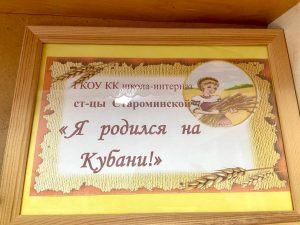 ГКОУ КК школа-интернат
ст-цы Староминской
«Я родился на
Кубани!»